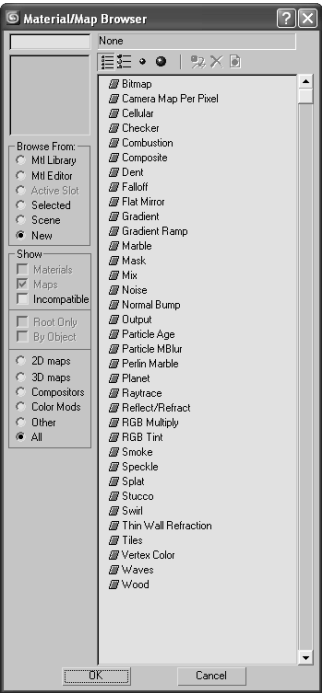 Material/Map Browser
None
Browse From:
Mtl Library
Mtl Editor
Active Slot
Selected
Scene
New
Show
Materials
Maps
Incompatible
Root Only
By Object
2D maps
3D maps
Compositors
Color Mods
Other
All
Bitmap
Camera Map Per Pixel
Cellular
Checker
Combustion
Composite
Dent
Falloff
Flat Mirror
Gradient
Gradient Ramp
Marble
Mask
Mix
Noise
Normal Bump
Output
Particle Age
Particle MBlur
Perlin Marble
Planet
Raytrace
Reflect/Refract
RGB Multiply
RGB Tint
Smoke
Speckle
Splat
Stucco
Swirl
Thin Wall Refraction
Tiles
Vertex Color
Waves
Wood
OK
Cancel